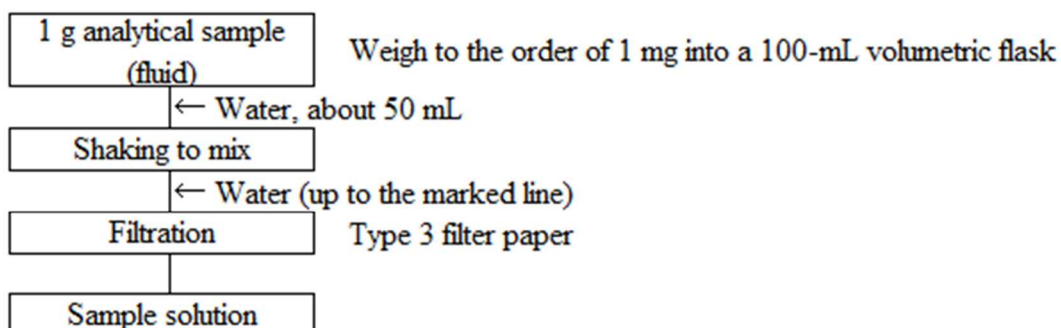 1 g analytical sample
(fluid)
Weigh to the order of 1 mg into a 100-mL volumetric flask
← Water, about 50 mL
Shaking to mix
← Water (up to the marked line)
Filtration
Type 3 filter paper
Sample solution